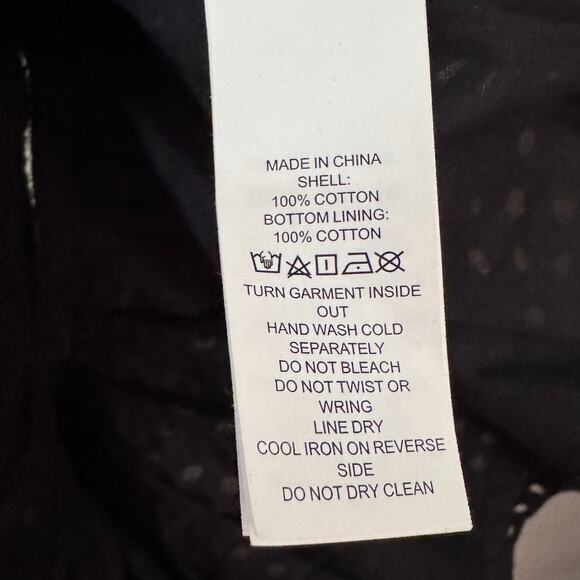 MADE IN CHINA
SHELL:
100% COTTON
BOTTOM LINING:
100% COTTON
TURN GARMENT INSIDE
OUT
HAND WASH COLD
SEPARATELY
DO NOT BLEACH
DO NOT TWIST OR
WRING
LINE DRY
COOL IRON ON REVERSE
SIDE
DO NOT DRY CLEAN